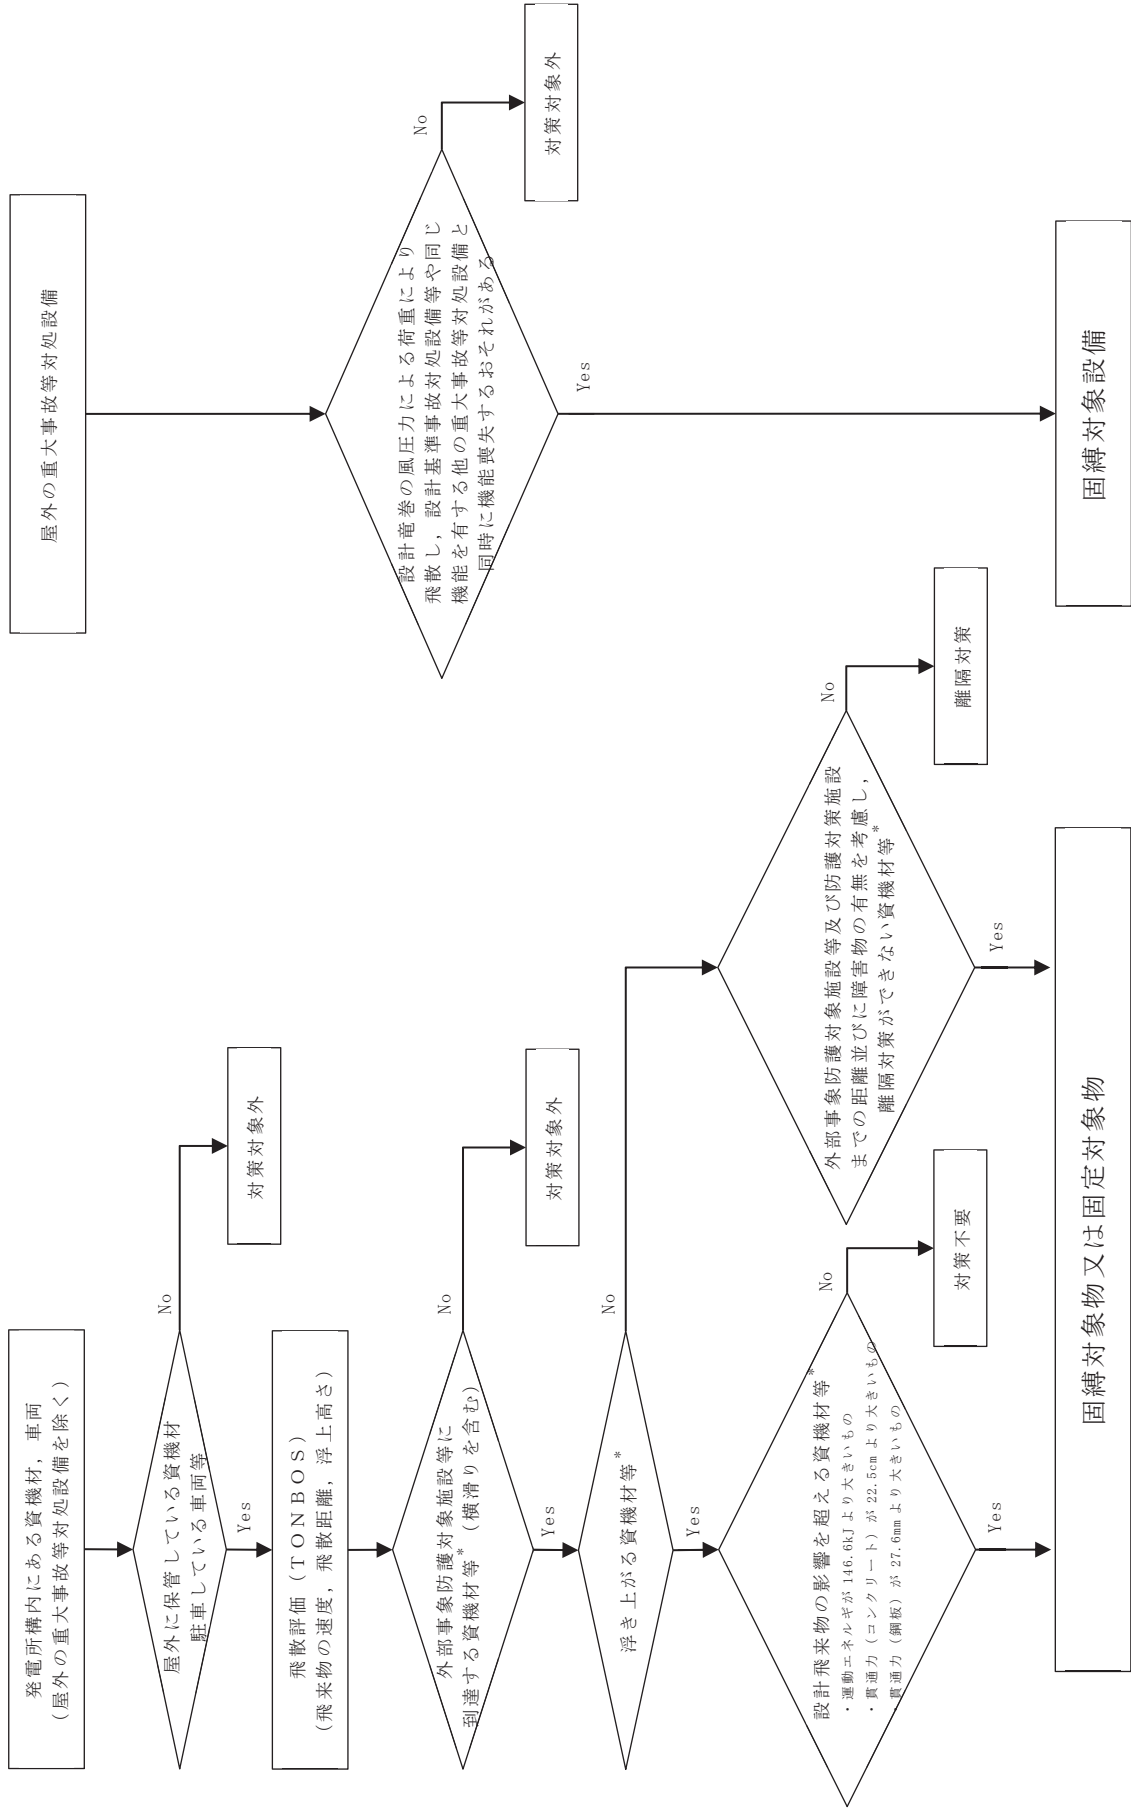 発電所構内にある資機材，車両
（屋外の重大事故等対処設備を除く）
屋外に保管している資機材
駐車している車両等
No
対策対象外
Yes
飛散評価（ＴＯＮＢＯＳ）
（飛来物の速度，飛散距離，浮上高さ）
外部事象防護対象施設等に
到達する資機材等*（横滑りを含む）
No
対策対象外
Yes
浮き上がる資機材等*
No
Yes
設計飛来物の影響を超える資機材等*
・運動エネルギが146.6kJより大きいもの
・貫通力（コンクリート）が22.5cmより大きいもの
・貫通力（鋼板）が27.6mmより大きいもの
No
対策不要
Yes
外部事象防護対象施設等及び防護対策施設
までの距離並びに障害物の有無を考慮し，
離隔対策ができない資機材等*
No
離隔対策
Yes
固縛対象物又は固定対象物
屋外の重大事故等対処設備
設計竜巻の風圧力による荷重により
飛散し，設計基準事故対処設備等や同じ
機能を有する他の重大事故等対処設備と
同時に機能喪失するおそれがある
No
対策対象外
Yes
固縛対象設備